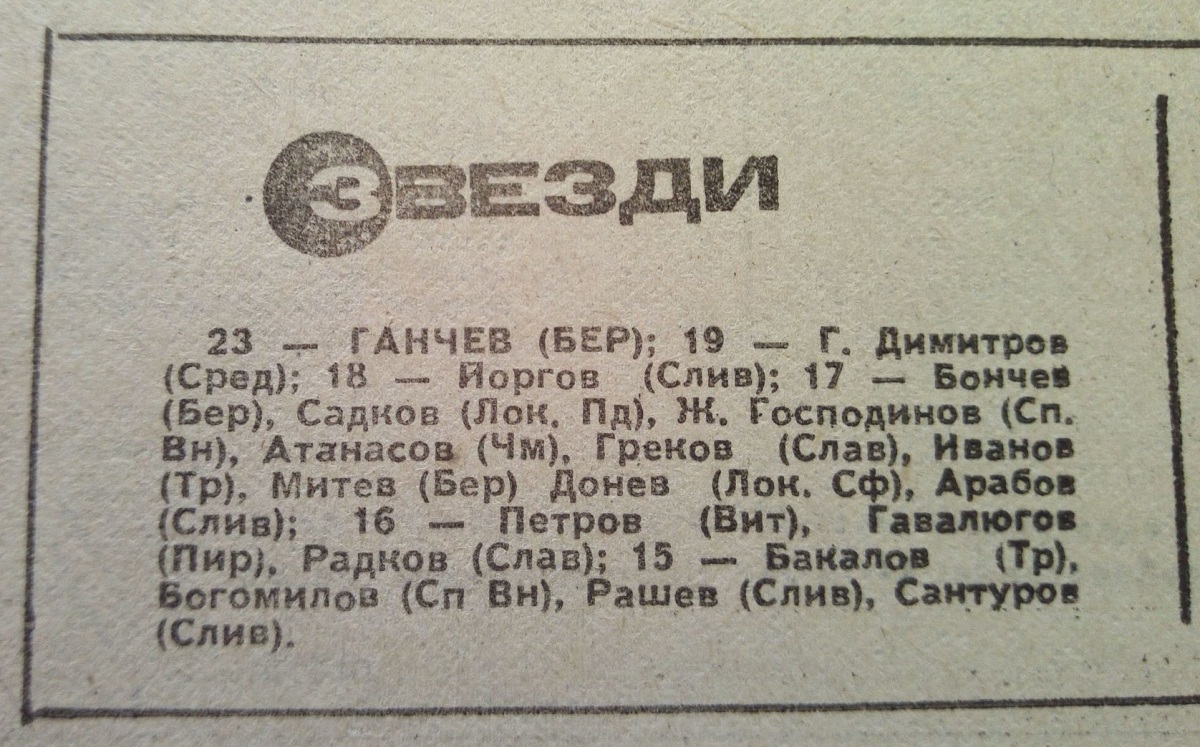 ЗВЕЗДИ
23 — ГАНЧЕВ (БЕР); 19 — Г. Димитров
(Сред); 18 — Йоргов (Слив); 17 — Бончев
(Бер), Садков (Лок. Пд), Ж. Господинов (Сп.
Вн), Атанасов (Чм), Греков (Слав), Иванов
(Тр), Митев (Бер) Донев (Лок. Сф), Арабов
(Слив); 16 — Петров (Вит), Гавалюгов
(Пир), Радков (Слав); 15 — Бакалов (Тр),
Богомилов (Сп Вн), Рашев (Слив), Сантуров
(Слив).